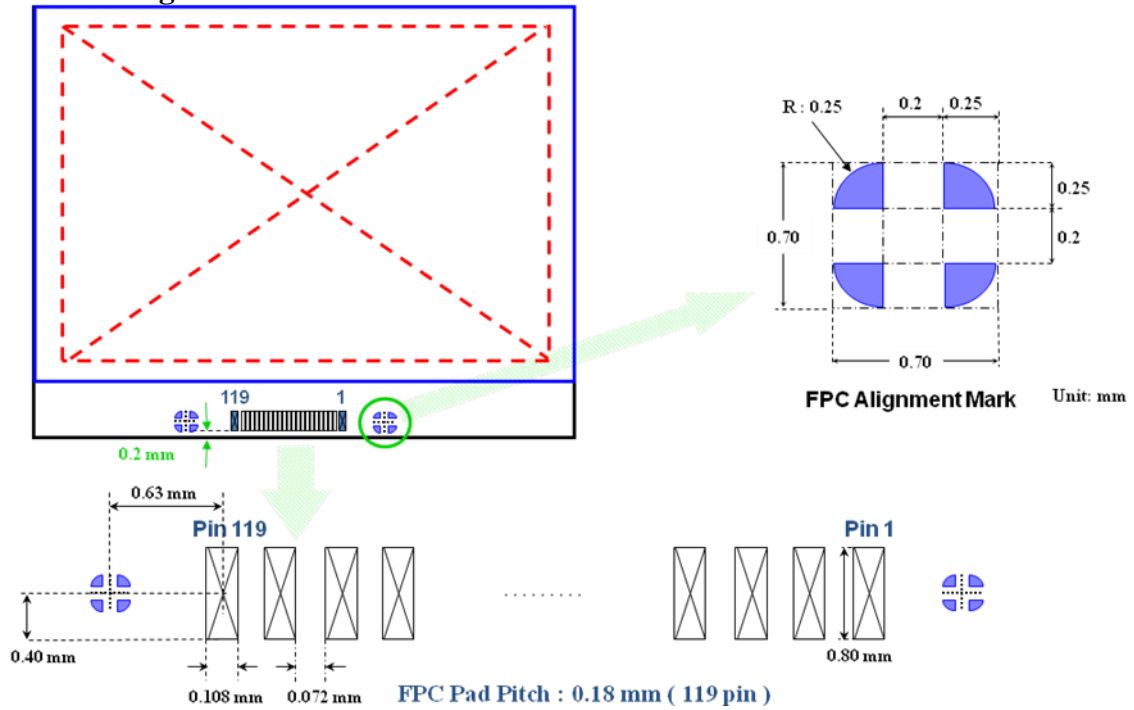 R : 0.25
0.2
0.25
0.25
0.70
0.2
0.70
FPC Alignment Mark
Unit: mm
119
1
0.2 mm
0.63 mm
Pin 119
Pin 1
0.40 mm
0.80 mm
0.108 mm
0.072 mm
FPC Pad Pitch : 0.18 mm ( 119 pin )